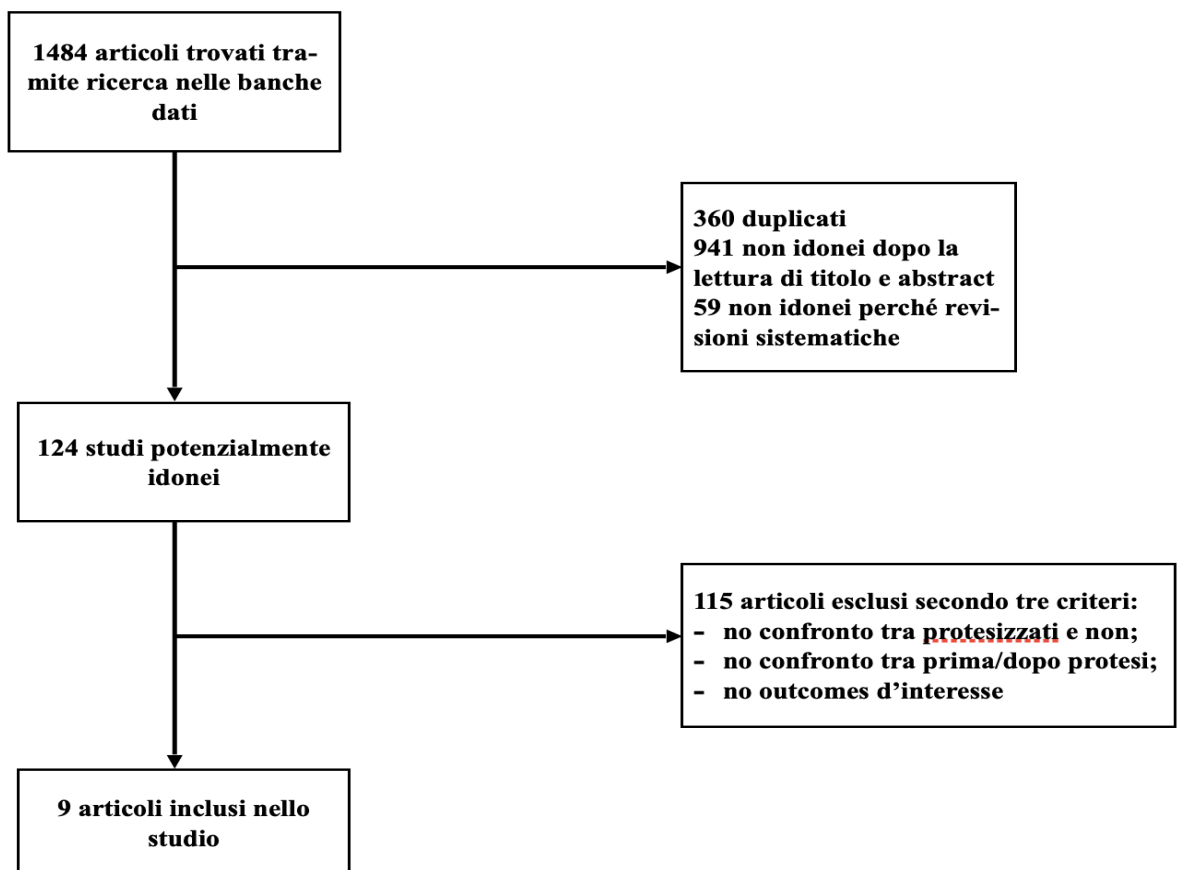 1484 articoli trovati tra-
mite ricerca nelle banche
dati
360 duplicati
941 non idonei dopo la
lettura di titolo e abstract
59 non idonei perché revi-
sioni sistematiche
124 studi potenzialmente
idonei
115 articoli esclusi secondo tre criteri:
- no confronto tra protesizzati e non;
- no confronto tra prima/dopo protesi;
- no outcomes d’interesse
9 articoli inclusi nello
studio